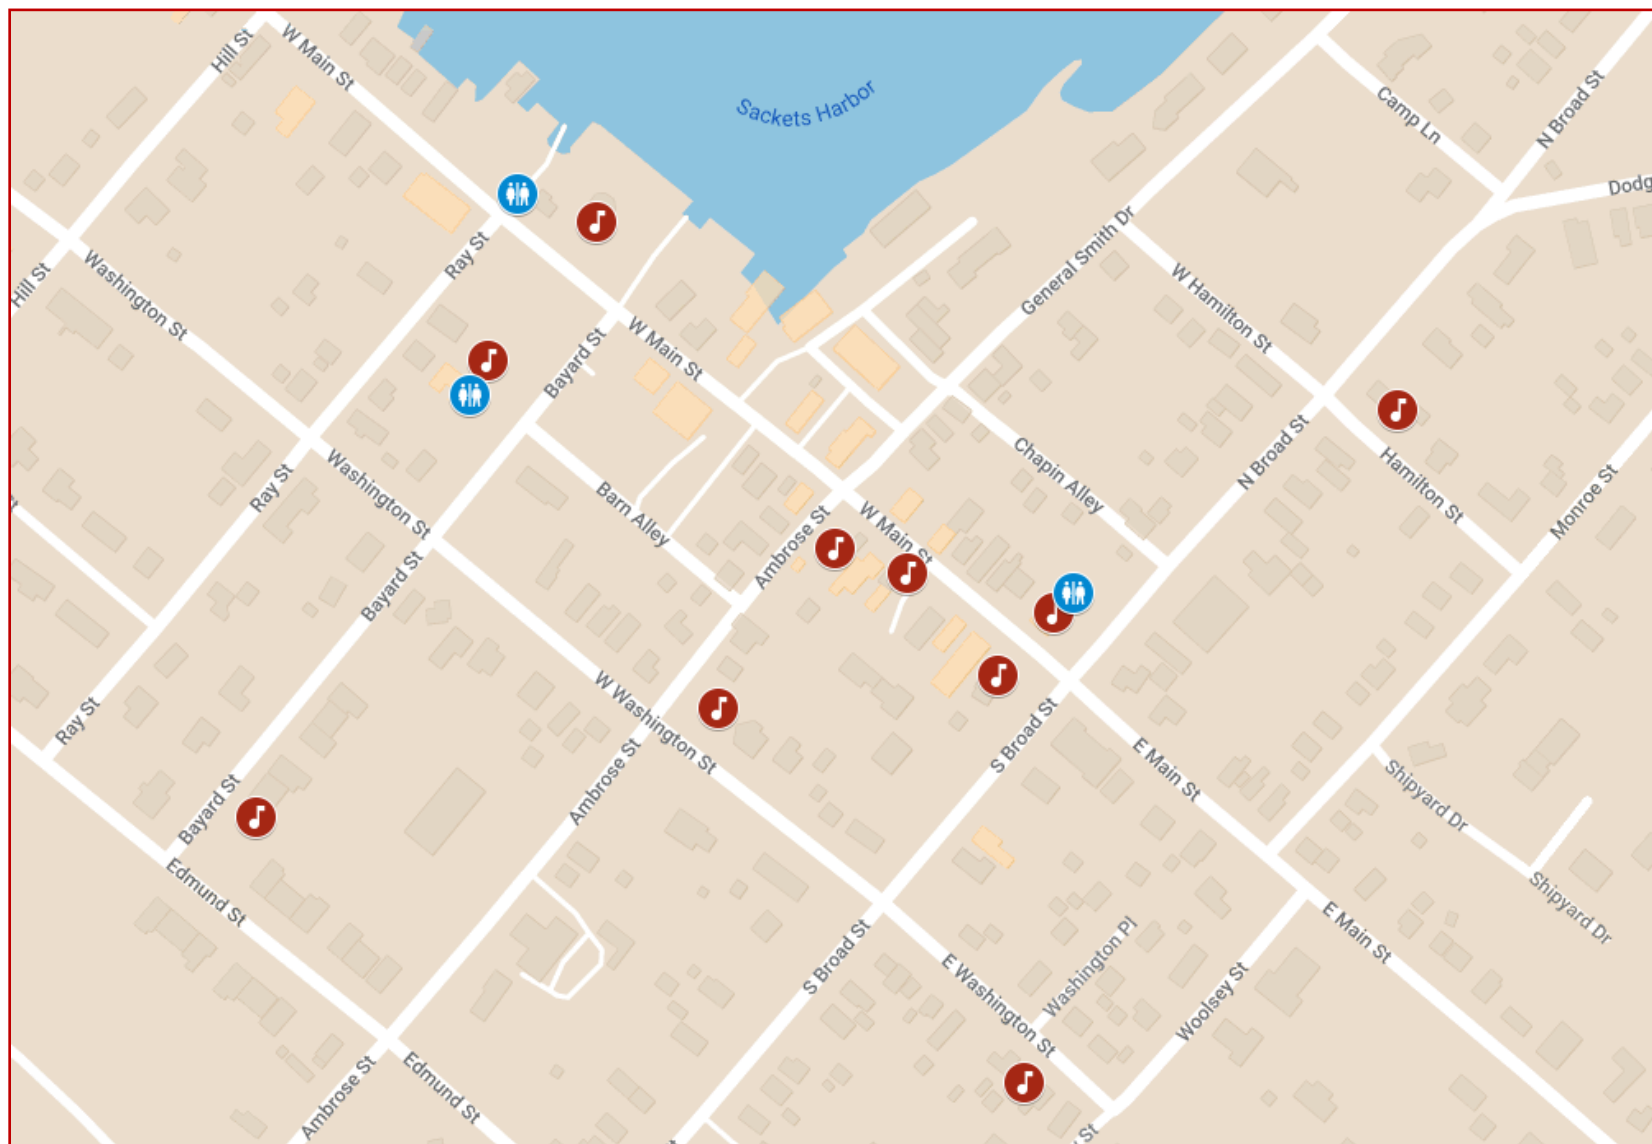 Hill St
W Main St
Sackets Harbor
Camp Ln
N Broad St
Hill St
Washington St
Ray St
General Smith Dr
W Hamilton St
Bayard St
W Main St
Washington St
Ray St
Barn Alley
Ambrose St
W Main St
Chapin Alley
N Broad St
Hamilton St
Monroe St
Bayard St
Ray St
W Washington St
S Broad St
E Main St
Ambrose St
Bayard St
Shipyard Dr
Edmund St
Shipyard Dr
S Broad St
E Washington St
Washington Pl
E Main St
Woolsey St
Ambrose St
Edmund St
St